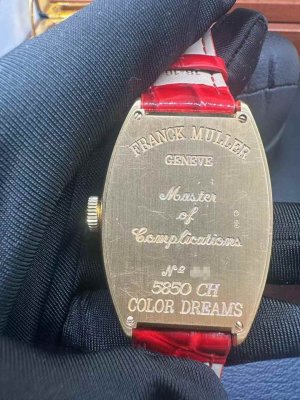 FRANCK MULLER
GENEVE
Master
of
Complications
Nº
5850 CH
COLOR DREAMS